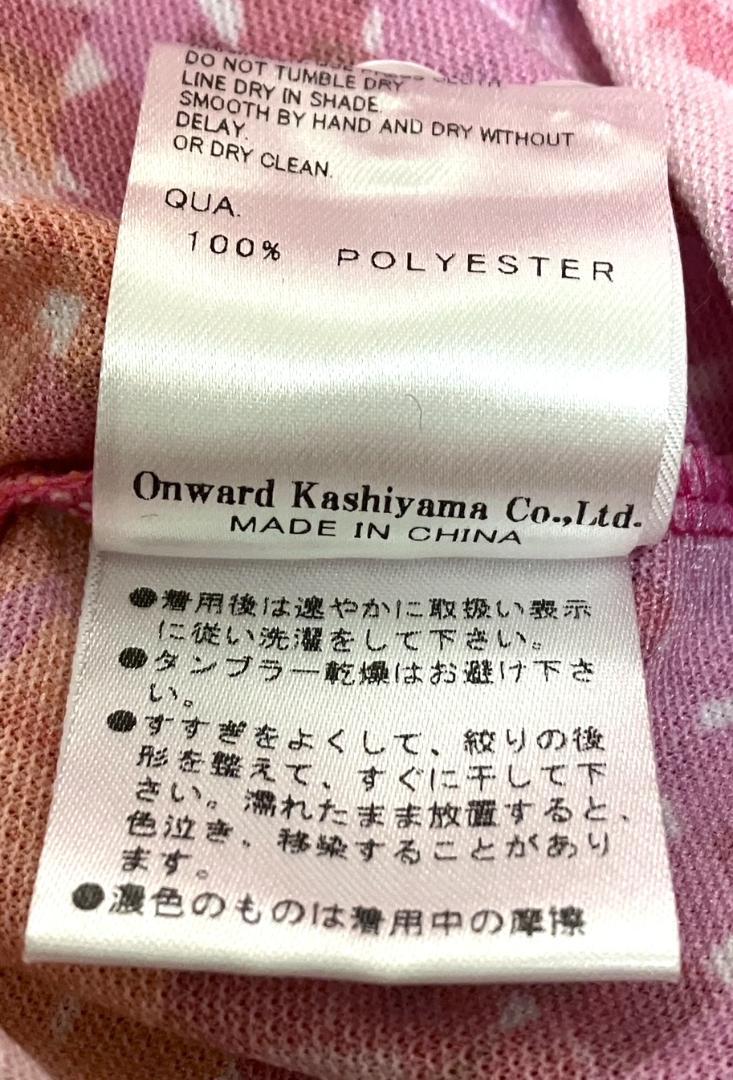 DO NOT TUMBLE DRY
LINE DRY IN SHADE.
SMOOTH BY HAND AND DRY WITHOUT
DELAY.
OR DRY CLEAN.
QUA.
100% POLYESTER
Onward Kashiyama Co.,Ltd.
MADE IN CHINA
●着用後は速やかに取扱い表示
に従い洗濯をして下さい。
●タンブラー乾燥はお避け下さ
い。
●すすぎをよくして、絞りの後
形を整えて、すぐに干して下
さい。濡れたまま放置すると、
色泣き、移染することがあり
ます。
●濃色のものは着用中の摩擦